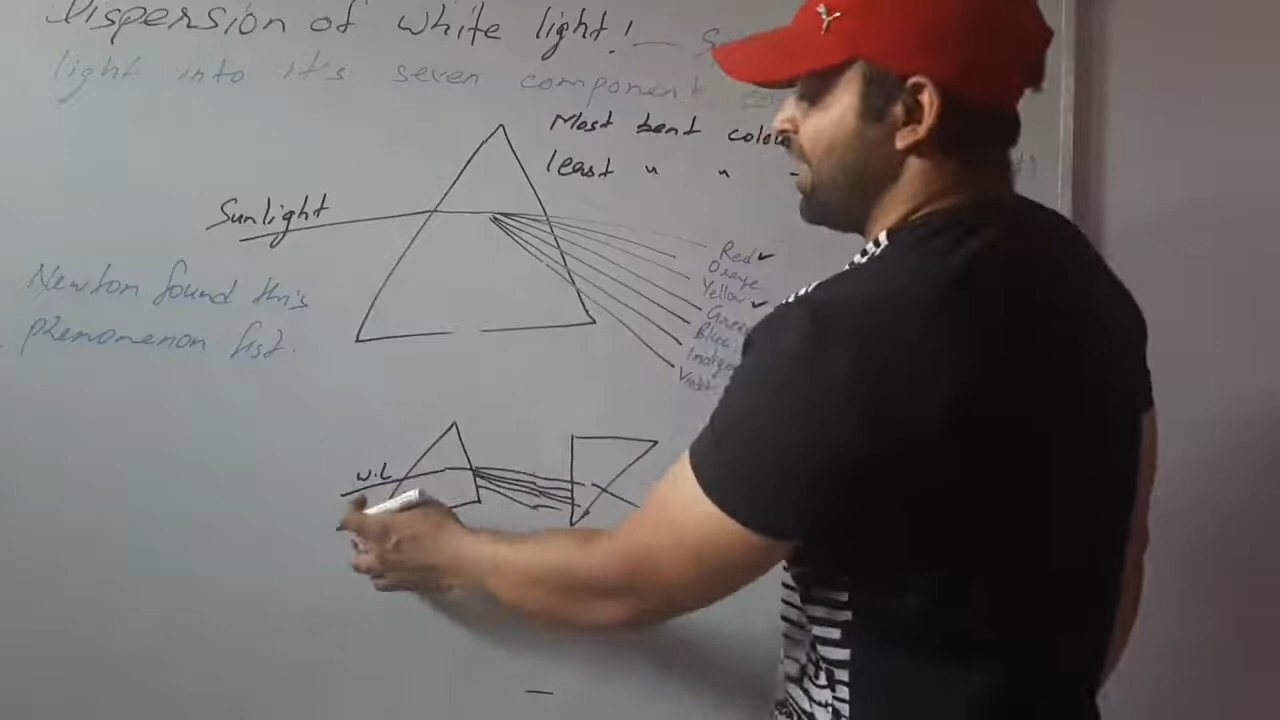 Dispersion of white light!—
light into it's seven component
Most bent colour
least " " -
Sunlight
Newton found this
phenomenon fist.
Red ✓
Orange
Yellow ✓
Green
Blue
Indigo
Violet
W.L